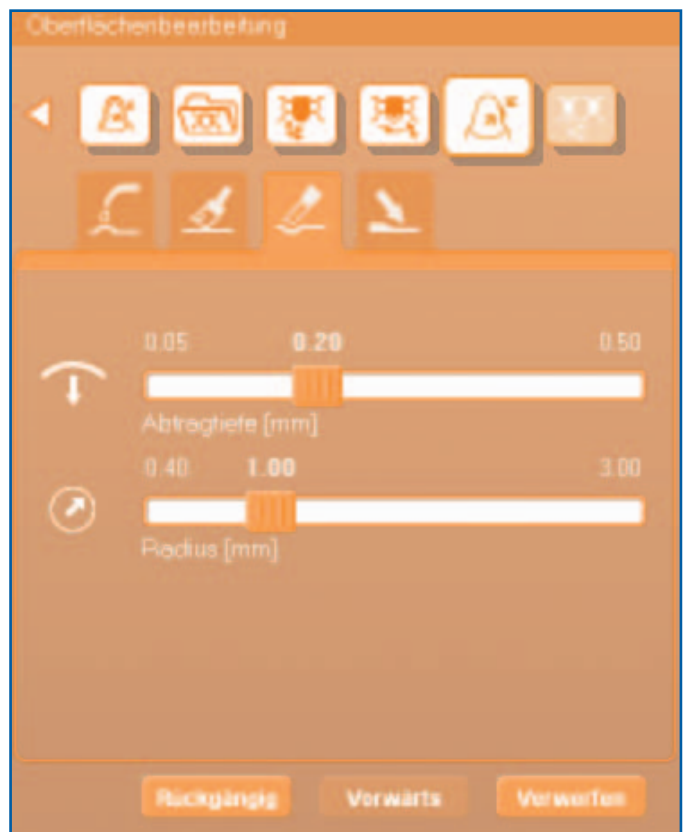 Oberflächenbearbeitung
0.05 0.20 0.50
Abtragtiefe [mm]
0.40 1.00 3.00
Radius [mm]
Rückgängig Vorwärts Verwerfen